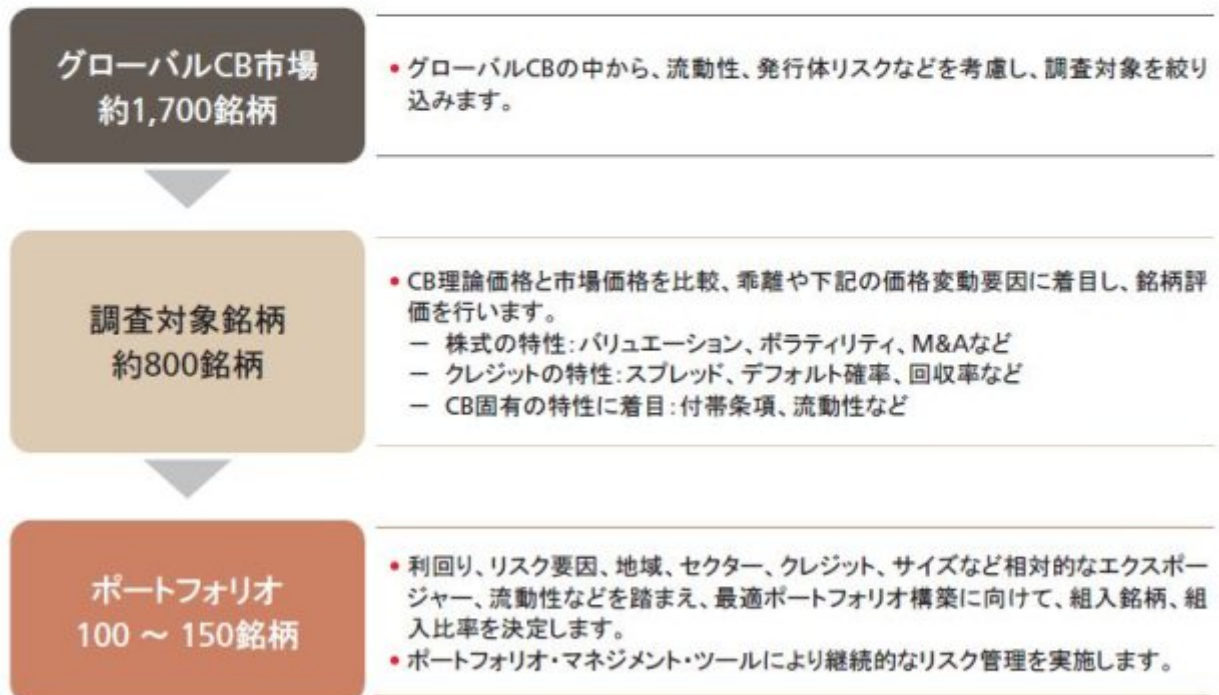 グローバルCB市場
約1,700銘柄
• グローバルCBの中から、流動性、発行体リスクなどを考慮し、調査対象を絞り
込みます。
調査対象銘柄
約800銘柄
• CB理論価格と市場価格を比較、乖離や下記の価格変動要因に着目し、銘柄評
価を行います。
－ 株式の特性：バリュエーション、ボラティリティ、M&Aなど
－ クレジットの特性：スプレッド、デフォルト確率、回収率など
－ CB固有の特性に着目：付帯条項、流動性など
ポートフォリオ
100 ～ 150銘柄
• 利回り、リスク要因、地域、セクター、クレジット、サイズなど相対的なエクスポー
ジャー、流動性などを踏まえ、最適ポートフォリオ構築に向けて、組入銘柄、組
入比率を決定します。
• ポートフォリオ・マネジメント・ツールにより継続的なリスク管理を実施します。